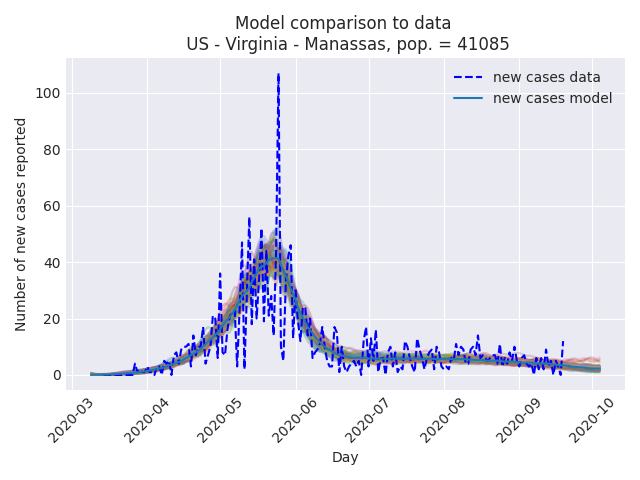 Model comparison to data
US - Virginia - Manassas, pop. = 41085
new cases data
new cases model
Number of new cases reported
100
80
60
40
20
0
2020-03
2020-04
2020-05
2020-06
2020-07
2020-08
2020-09
2020-10
Day